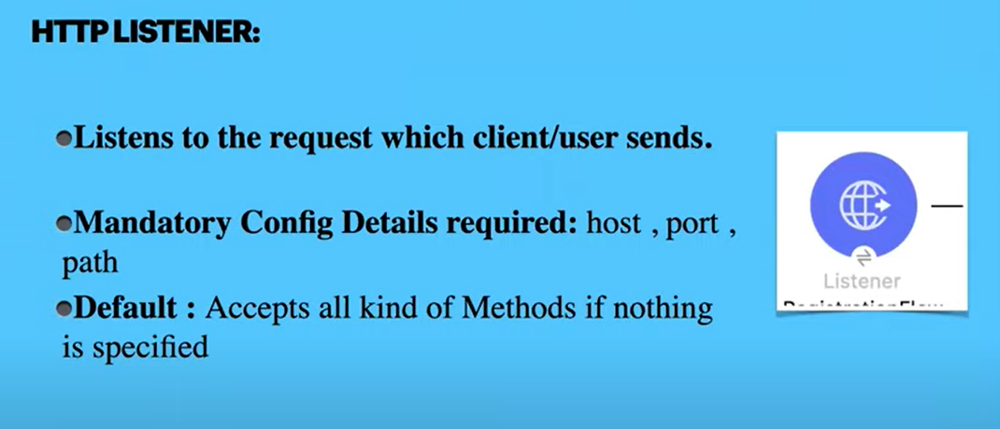 HTTP LISTENER:
●Listens to the request which client/user sends.
●Mandatory Config Details required: host , port ,
path
●Default : Accepts all kind of Methods if nothing
is specified
Listener